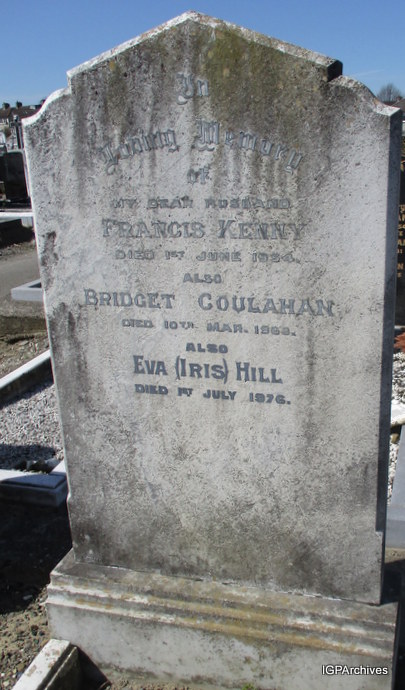 In
Loving Memory
of
MY DEAR HUSBAND
FRANCIS KENNY
DIED 1ST JUNE 1954.
ALSO
BRIDGET COULAHAN
DIED 10TH MAR. 1969.
ALSO
EVA (IRIS) HILL
DIED 1ST JULY 1976.
IGPArchives